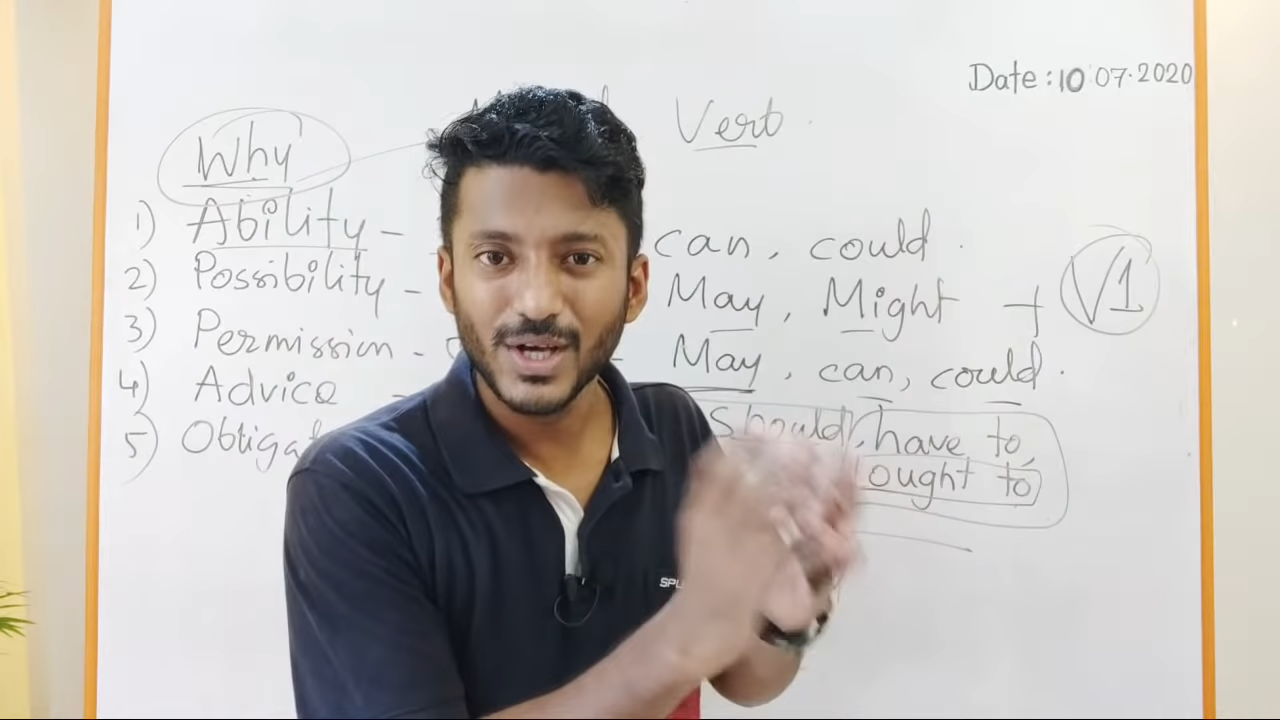 Date: 10 07.2020
Verb
Why
1) Ability - can, could.
2) Possibility - May, Might + V1
3) Permission - May, can, could.
4) Advice - should, have to,
5) ought to
SPL